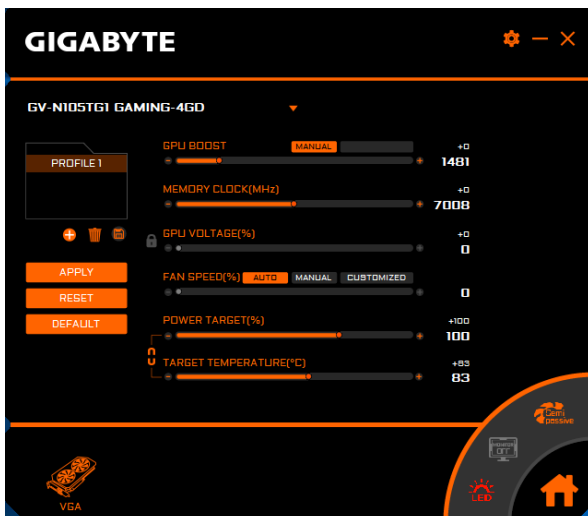 GIGABYTE
GV-N105TG1 GAMING-4GD
PROFILE 1
APPLY
RESET
DEFAULT
GPU BOOST MANUAL +0
1481
MEMORY CLOCK(MHz) +0
7008
GPU VOLTAGE(%) +0
0
FAN SPEED(%) AUTO MANUAL CUSTOMIZED
0
POWER TARGET(%) +100
100
TARGET TEMPERATURE(°C) +83
83
Semi
passive
MONITOR
OFF
LED
VGA